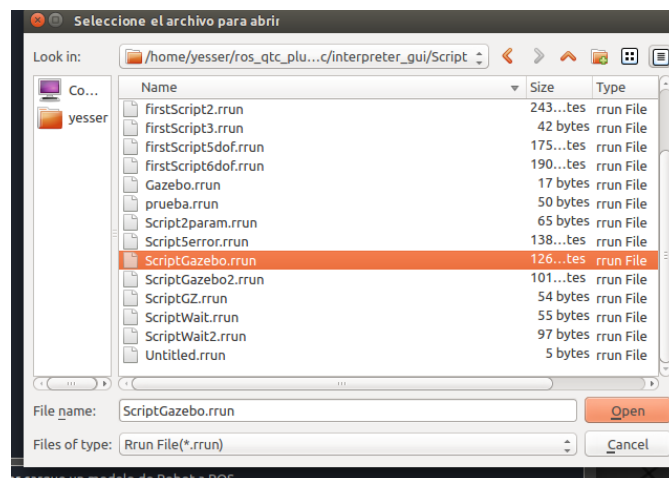 Seleccione el archivo para abrir
Look in: /home/yesser/ros_qtc_plu...c/interpreter_gui/Script
Co...
yesser
Name Size Type
firstScript2.rrun 243...tes rrun File
firstScript3.rrun 42 bytes rrun File
firstScript5dof.rrun 175...tes rrun File
firstScript6dof.rrun 190...tes rrun File
Gazebo.rrun 17 bytes rrun File
prueba.rrun 50 bytes rrun File
Script2param.rrun 65 bytes rrun File
Script5error.rrun 138...tes rrun File
ScriptGazebo.rrun 126...tes rrun File
ScriptGazebo2.rrun 101...tes rrun File
ScriptGZ.rrun 54 bytes rrun File
ScriptWait.rrun 55 bytes rrun File
ScriptWait2.rrun 97 bytes rrun File
Untitled.rrun 5 bytes rrun File
File name: ScriptGazebo.rrun Open
Files of type: Rrun File(*.rrun) Cancel
un modelo de Robot a ROS